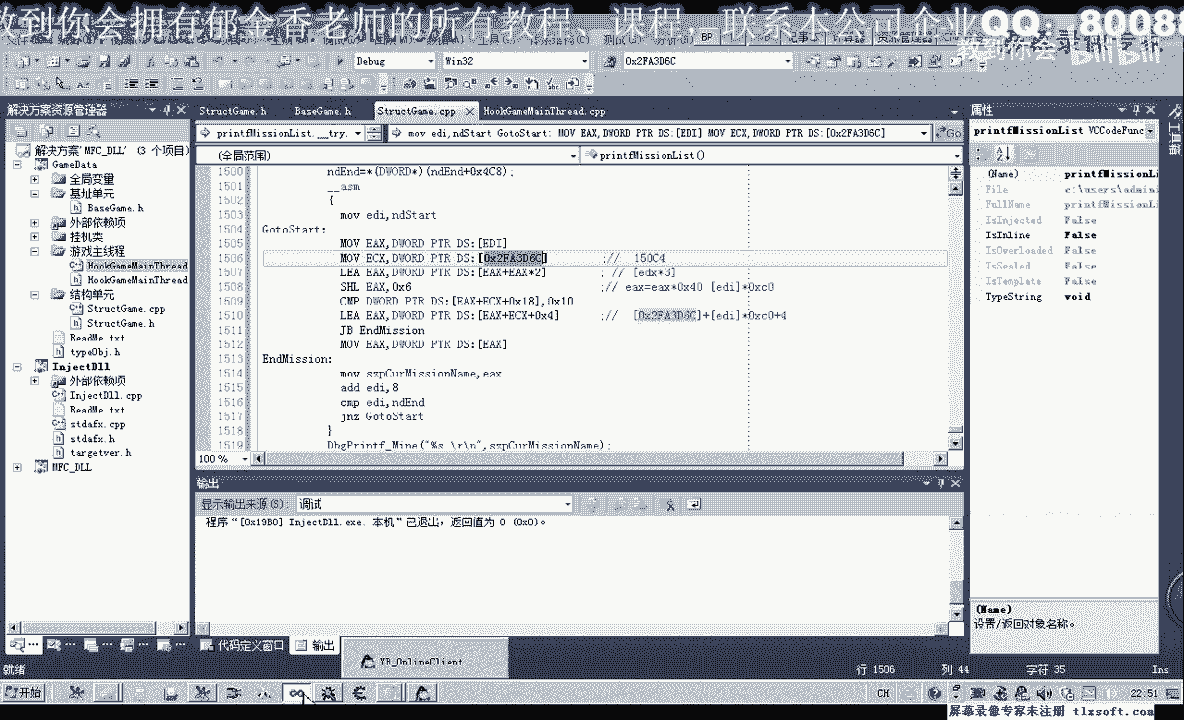 教到你会拥有郁金香老师的所有教程、课程，联系本公司企业QQ：80088
教到你会
Debug
Win32
0x2FA3D6C
解决方案资源管理器
解决方案'MFC_DLL' (3 个项目)
GameData
全局变量
基址单元
BaseGame.h
外部依赖项
挂机类
游戏主线程
HookGameMainThread
HookGameMainThread
结构单元
StructGame.cpp
StructGame.h
ReadMe.txt
typeObj.h
InjectDll
外部依赖项
InjectDll.cpp
ReadMe.txt
stdafx.cpp
stdafx.h
targetver.h
MFC_DLL
StructGame.h BaseGame.h StructGame.cpp HookGameMainThread.cpp
printfMissionList.__try. mov edi,ndStart GotoStart: MOV EAX,DWORD PTR DS:[EDI] MOV ECX,DWORD PTR DS:[0x2FA3D6C] Go
(全局范围) printfMissionList()
1500 ndEnd=*(DWORD*)(ndEnd+0x4C8);
1501 __asm
1502 {
1503 mov edi,ndStart
1504 GotoStart:
1505 MOV EAX,DWORD PTR DS:[EDI]
1506 MOV ECX,DWORD PTR DS:[0x2FA3D6C] ;// 150C4
1507 LEA EAX,DWORD PTR DS:[EAX+EAX*2] ; // [edx*3]
1508 SHL EAX,0x6 ;// eax=eax*0x40 [edi]*0xc0
1509 CMP DWORD PTR DS:[EAX+ECX+0x18],0x10
1510 LEA EAX,DWORD PTR DS:[EAX+ECX+0x4] ;// [0x2FA3D6C]+[edi]*0xc0+4
1511 JB EndMission
1512 MOV EAX,DWORD PTR DS:[EAX]
1513 EndMission:
1514 mov szpCurMissionName,eax
1515 add edi,8
1516 cmp edi,ndEnd
1517 jnz GotoStart
1518 }
1519 DbgPrintf_Mine("%s \r\n",szpCurMissionName);
100 %
输出
显示输出来源(S): 调试
程序“[0x19B0] InjectDll.exe: 本机”已退出，返回值为 0 (0x0)。
代码定义窗口 输出
属性
printfMissionList VCCodeFunc
(Name) printfMissionLi
File c:\users\admini
FullName printfMissionLi
IsInjected False
IsInline False
IsOverloaded False
IsSealed False
IsTemplate False
TypeString void
(Name)
设置/返回对象名称。
工具箱
YB_OnlineClient
就绪 行 1506 列 44 字符 35 Ins
开始 CH 22:51
屏幕录像专家未注册 tlxsoft.com